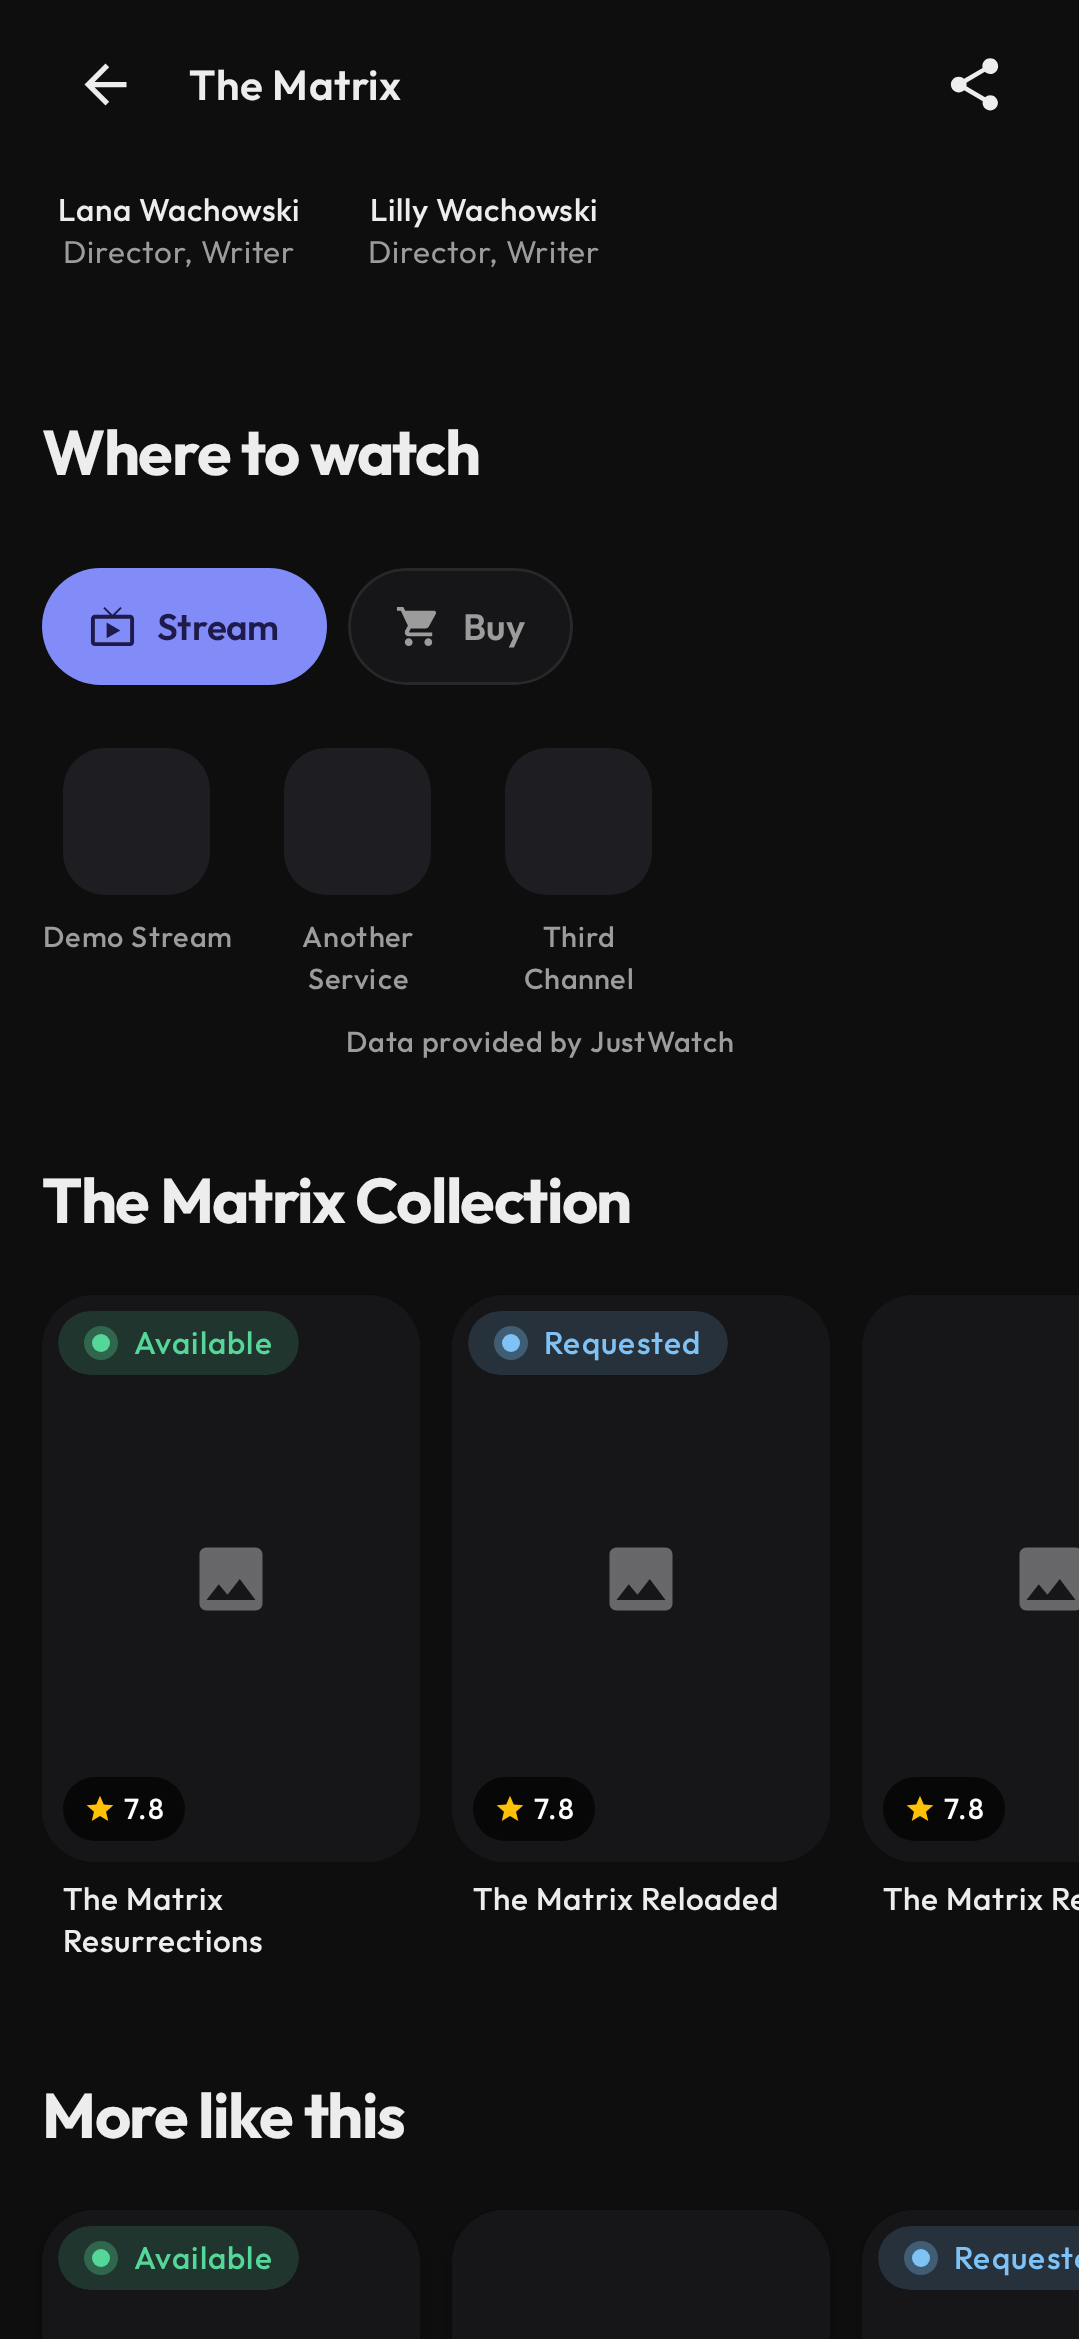 The Matrix
Lana Wachowski
Director, Writer
Lilly Wachowski
Director, Writer
Where to watch
Stream
Buy
Demo Stream
Another
Service
Third
Channel
Data provided by JustWatch
The Matrix Collection
Available
Requested
7.8
7.8
7.8
The Matrix
Resurrections
The Matrix Reloaded
The Matrix
More like this
Available